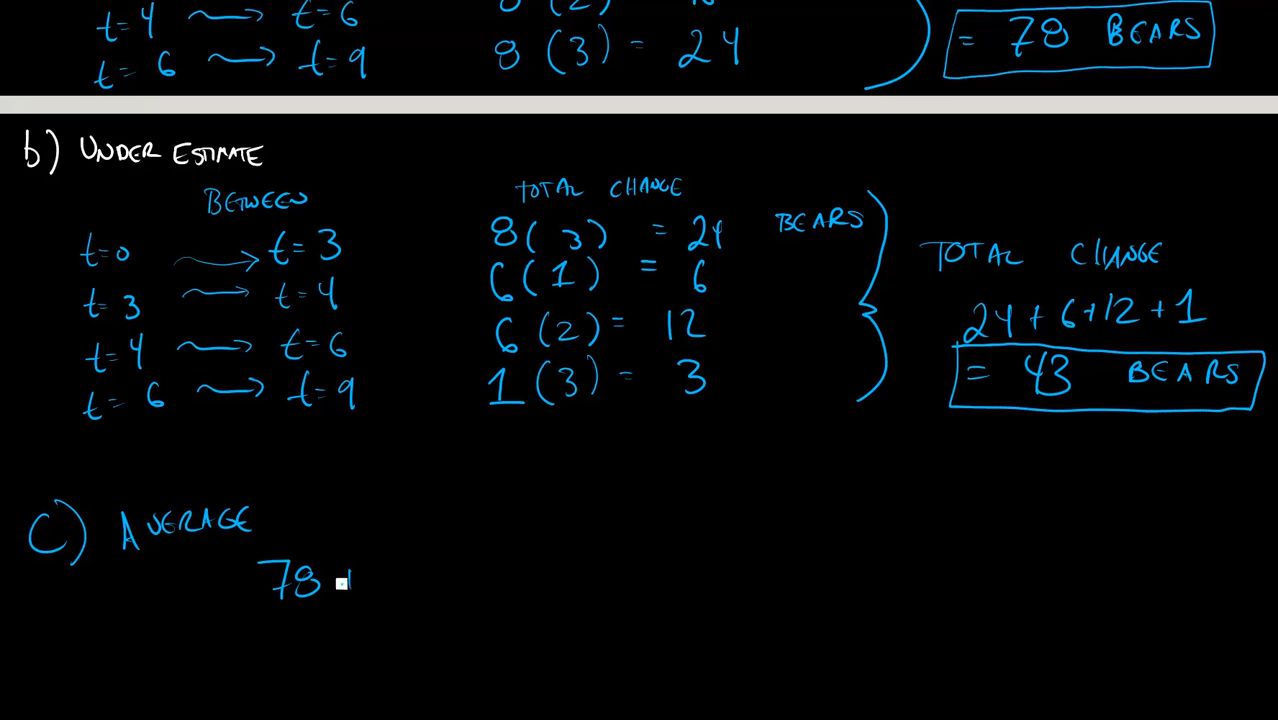 t=4 → t=6
t=6 → t=9 8(3) = 24 = 78 BEARS
b) UNDER ESTIMATE
BETWEEN TOTAL CHANGE
t=0 → t=3 8(3) = 24 BEARS
t=3 → t=4 6(1) = 6
t=4 → t=6 6(2) = 12
t=6 → t=9 1(3) = 3
TOTAL CHANGE
24+6+12+1
= 43 BEARS
C) AVERAGE
78